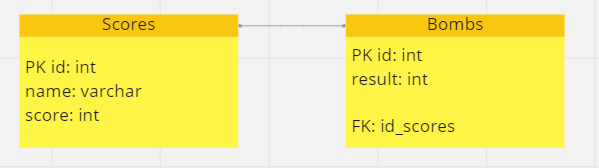 Scores
PK id: int
name: varchar
score: int
Bombs
PK id: int
result: int
FK: id_scores